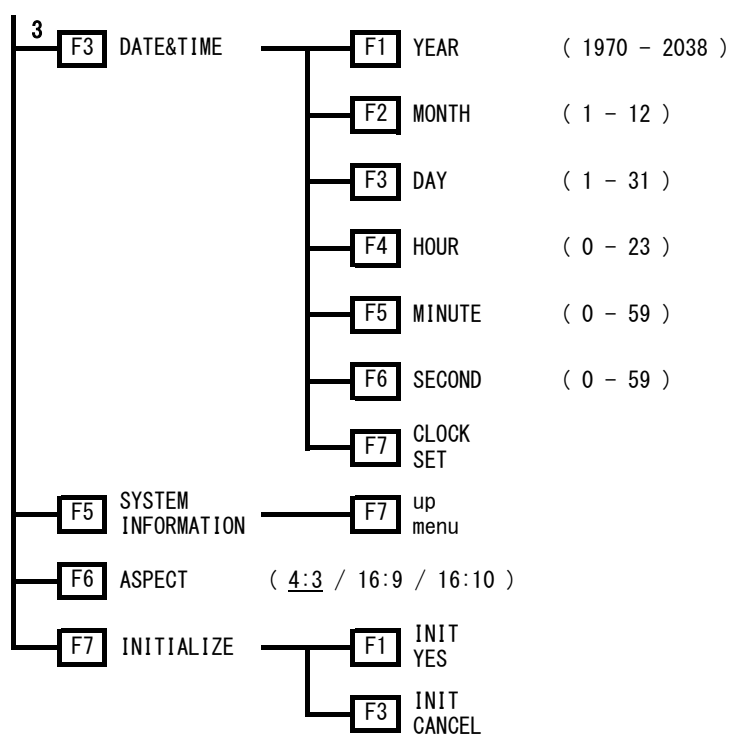 3
F3 DATE&TIME F1 YEAR ( 1970 - 2038 )
F2 MONTH ( 1 - 12 )
F3 DAY ( 1 - 31 )
F4 HOUR ( 0 - 23 )
F5 MINUTE ( 0 - 59 )
F6 SECOND ( 0 - 59 )
F7 CLOCK
SET
F5 SYSTEM
INFORMATION F7 up
menu
F6 ASPECT ( 4:3 / 16:9 / 16:10 )
F7 INITIALIZE F1 INIT
YES
F3 INIT
CANCEL